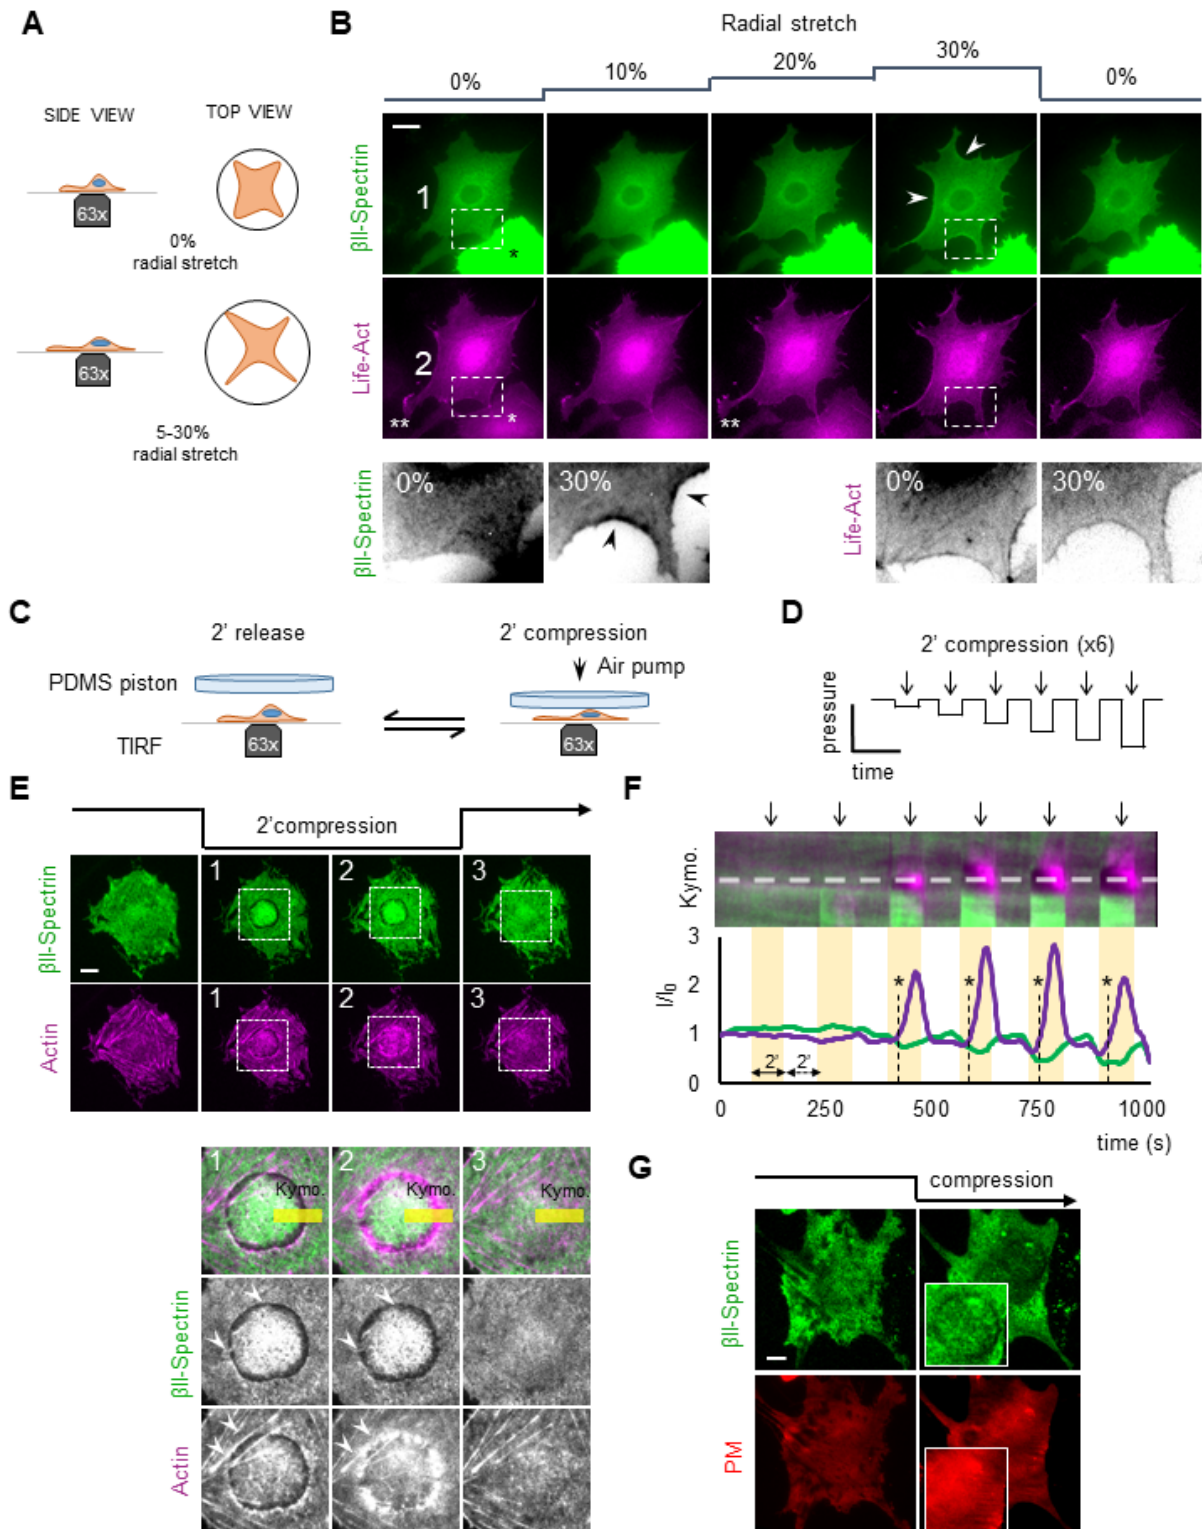 A
SIDE VIEW
TOP VIEW
63x
0%
radial stretch
63x
5-30%
radial stretch
B
Radial stretch
0%
10%
20%
30%
0%
βII-Spectrin
1
*
Life-Act
2
**
*
**
βII-Spectrin
0%
30%
Life-Act
0%
30%
C
2' release
2' compression
PDMS piston
Air pump
TIRF
63x
63x
D
2' compression (x6)
pressure
time
E
2'compression
βII-Spectrin
1
2
3
Actin
1
2
3
1
2
3
Kymo.
Kymo.
Kymo.
βII-Spectrin
Actin
F
Kymo.
I/I0
3
2
1
0
*
*
*
*
2'
2'
0
250
500
750
1000
time (s)
G
compression
βII-Spectrin
PM